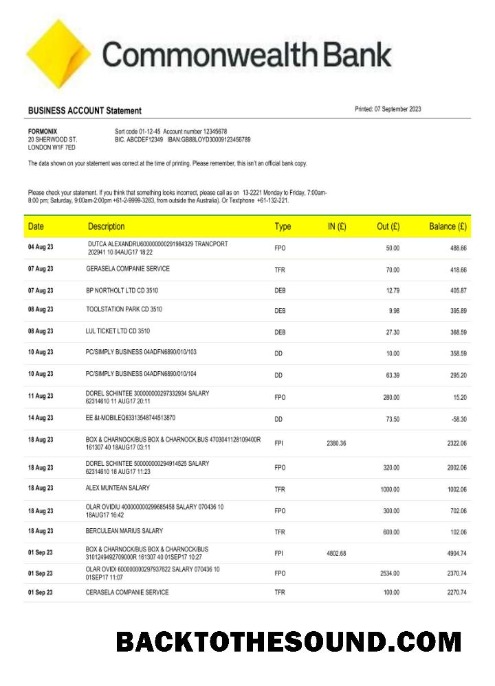 CommonwealthBank
BUSINESS ACCOUNT Statement
Printed: 07 September 2023
FORMONIX Sort code 01-12-45 Account number 12345678
20 SHERWOOD ST, BIC. ABCDEF12349 IBAN:GB88LOYD30009123456789
LONDON W1F 7ED
The data shown on your statement was correct at the time of printing. Please remember, this isn't an official bank copy.
Please check your statement. If you think that something looks incorrect, please call as on 13-2221 Monday to Friday, 7:00am-
8:00 pm; Saturday, 9:00am-2:00pm +61-2-9999-3283, from outside the Australia). Or Textphone +61-132-221.
Date Description Type IN (£) Out (£) Balance (£)
04 Aug 23 DUTCA ALEXANDRU600000000291984329 TRANCPORT FPO 50.00 488.66
202941 10 04AUG17 18:22
07 Aug 23 GERASELA COMPANIE SERVICE TFR 70.00 418.66
07 Aug 23 BP NORTHOLT LTD CD 3510 DEB 12.79 405.87
08 Aug 23 TOOLSTATION PARK CD 3510 DEB 9.98 395.89
08 Aug 23 LUL TICKET LTD CD 3510 DEB 27.30 368.59
10 Aug 23 PC/SIMPLY BUSINESS 04ADFN6890/010/103 DD 10.00 358.59
10 Aug 23 PC/SIMPLY BUSINESS 04ADFN6890/010/104 DD 63.39 295.20
11 Aug 23 DOREL SCHINTEE 300000000297332934 SALARY FPO 280.00 15.20
62314610 11 AUG17 20:11
14 Aug 23 EE &t-MOBILEQ63313548744513870 DD 73.50 -58.30
18 Aug 23 BOX & CHARNOCK/BUS BOX & CHARNOCK,BUS 4703041128109400R FPI 2380.36 2322.06
161307 40 18AUG17 03:11
18 Aug 23 DOREL SCHINTEE 500000000294914525 SALARY FPO 320.00 2002.06
62314610 18 AUG17 11:23
18 Aug 23 ALEX MUNTEAN SALARY TFR 1000.00 1002.06
18 Aug 23 OLAR OVIDIU 400000000299685458 SALARY 070436 10 FPO 300.00 702.06
18AUG17 16:42
18 Aug 23 BERCULEAN MARIUS SALARY TFR 600.00 102.06
01 Sep 23 BOX & CHARNOCK/BUS BOX & CHARNOCK/BUS FPI 4802.68 4904.74
3101249492709000R 161307 40 01SEP17 10:27
01 Sep 23 OLAR OVIDI 600000000297937622 SALARY 070436 10 FPO 2534.00 2370.74
01SEP17 11:07
01 Sep 23 CERASELA COMPANIE SERVICE TFR 100.00 2270.74
BACKTOTHESOUND.COM